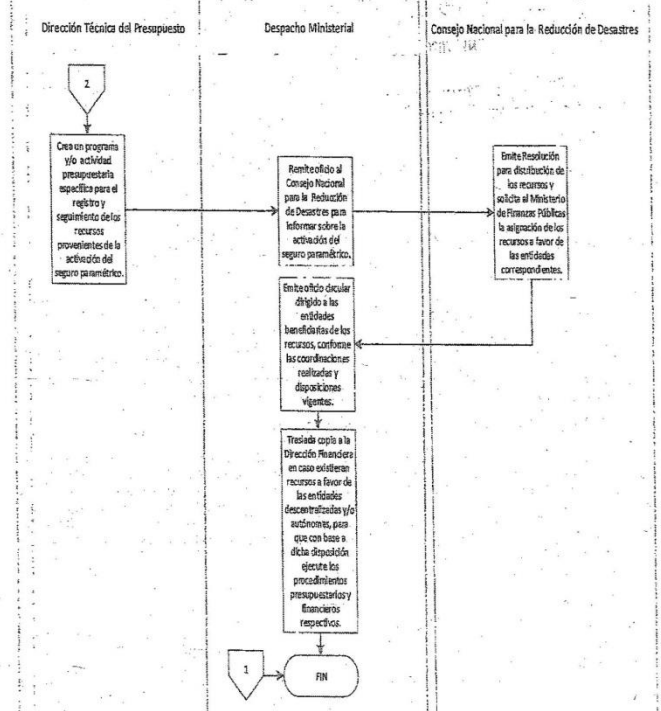 Dirección Técnica del Presupuesto
Despacho Ministerial
Consejo Nacional para la Reducción de Desastres
2
Crea un programa
y/o actividad
presupuestaria
específica para el
registro y
seguimiento de los
recursos
provenientes de la
activación del
seguro paramétrico.
Remite oficio al
Consejo Nacional
para la Reducción
de Desastres para
informar sobre la
activación del
seguro paramétrico.
Emite Resolución
para distribución de
los recursos y
solicita al Ministerio
de Finanzas Públicas
la asignación de los
recursos a favor de
las entidades
correspondientes.
Emite oficio circular
dirigido a las
entidades
beneficiarias de los
recursos, conforme
las coordinaciones
realizadas y
disposiciones
vigentes.
Traslada copia a la
Dirección Financiera
en caso existieran
recursos a favor de
las entidades
descentralizadas y/o
autónomas, para
que con base a
dicha disposición
ejecute los
procedimientos
presupuestarios y
financieros
respectivos.
1
FIN